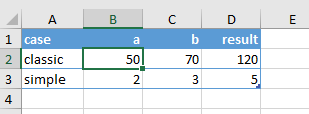 A B C D E
1 case a b result
2 classic 50 70 120
3 simple 2 3 5
4